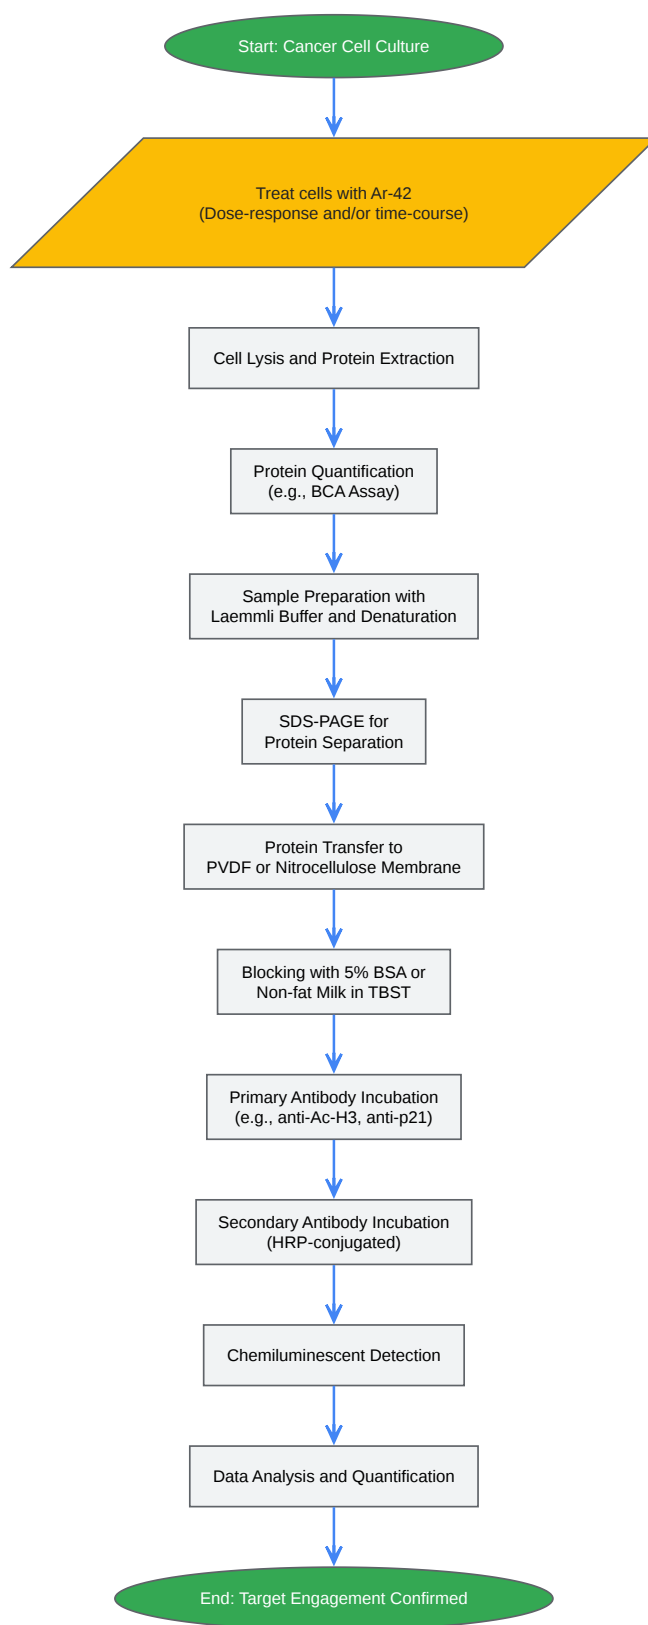 Start: Cancer Cell Culture
Treat cells with Ar-42
(Dose-response and/or time-course)
Cell Lysis and Protein Extraction
Protein Quantification
(e.g., BCA Assay)
Sample Preparation with
Laemmli Buffer and Denaturation
SDS-PAGE for
Protein Separation
Protein Transfer to
PVDF or Nitrocellulose Membrane
Blocking with 5% BSA or
Non-fat Milk in TBST
Primary Antibody Incubation
(e.g., anti-Ac-H3, anti-p21)
Secondary Antibody Incubation
(HRP-conjugated)
Chemiluminescent Detection
Data Analysis and Quantification
End: Target Engagement Confirmed